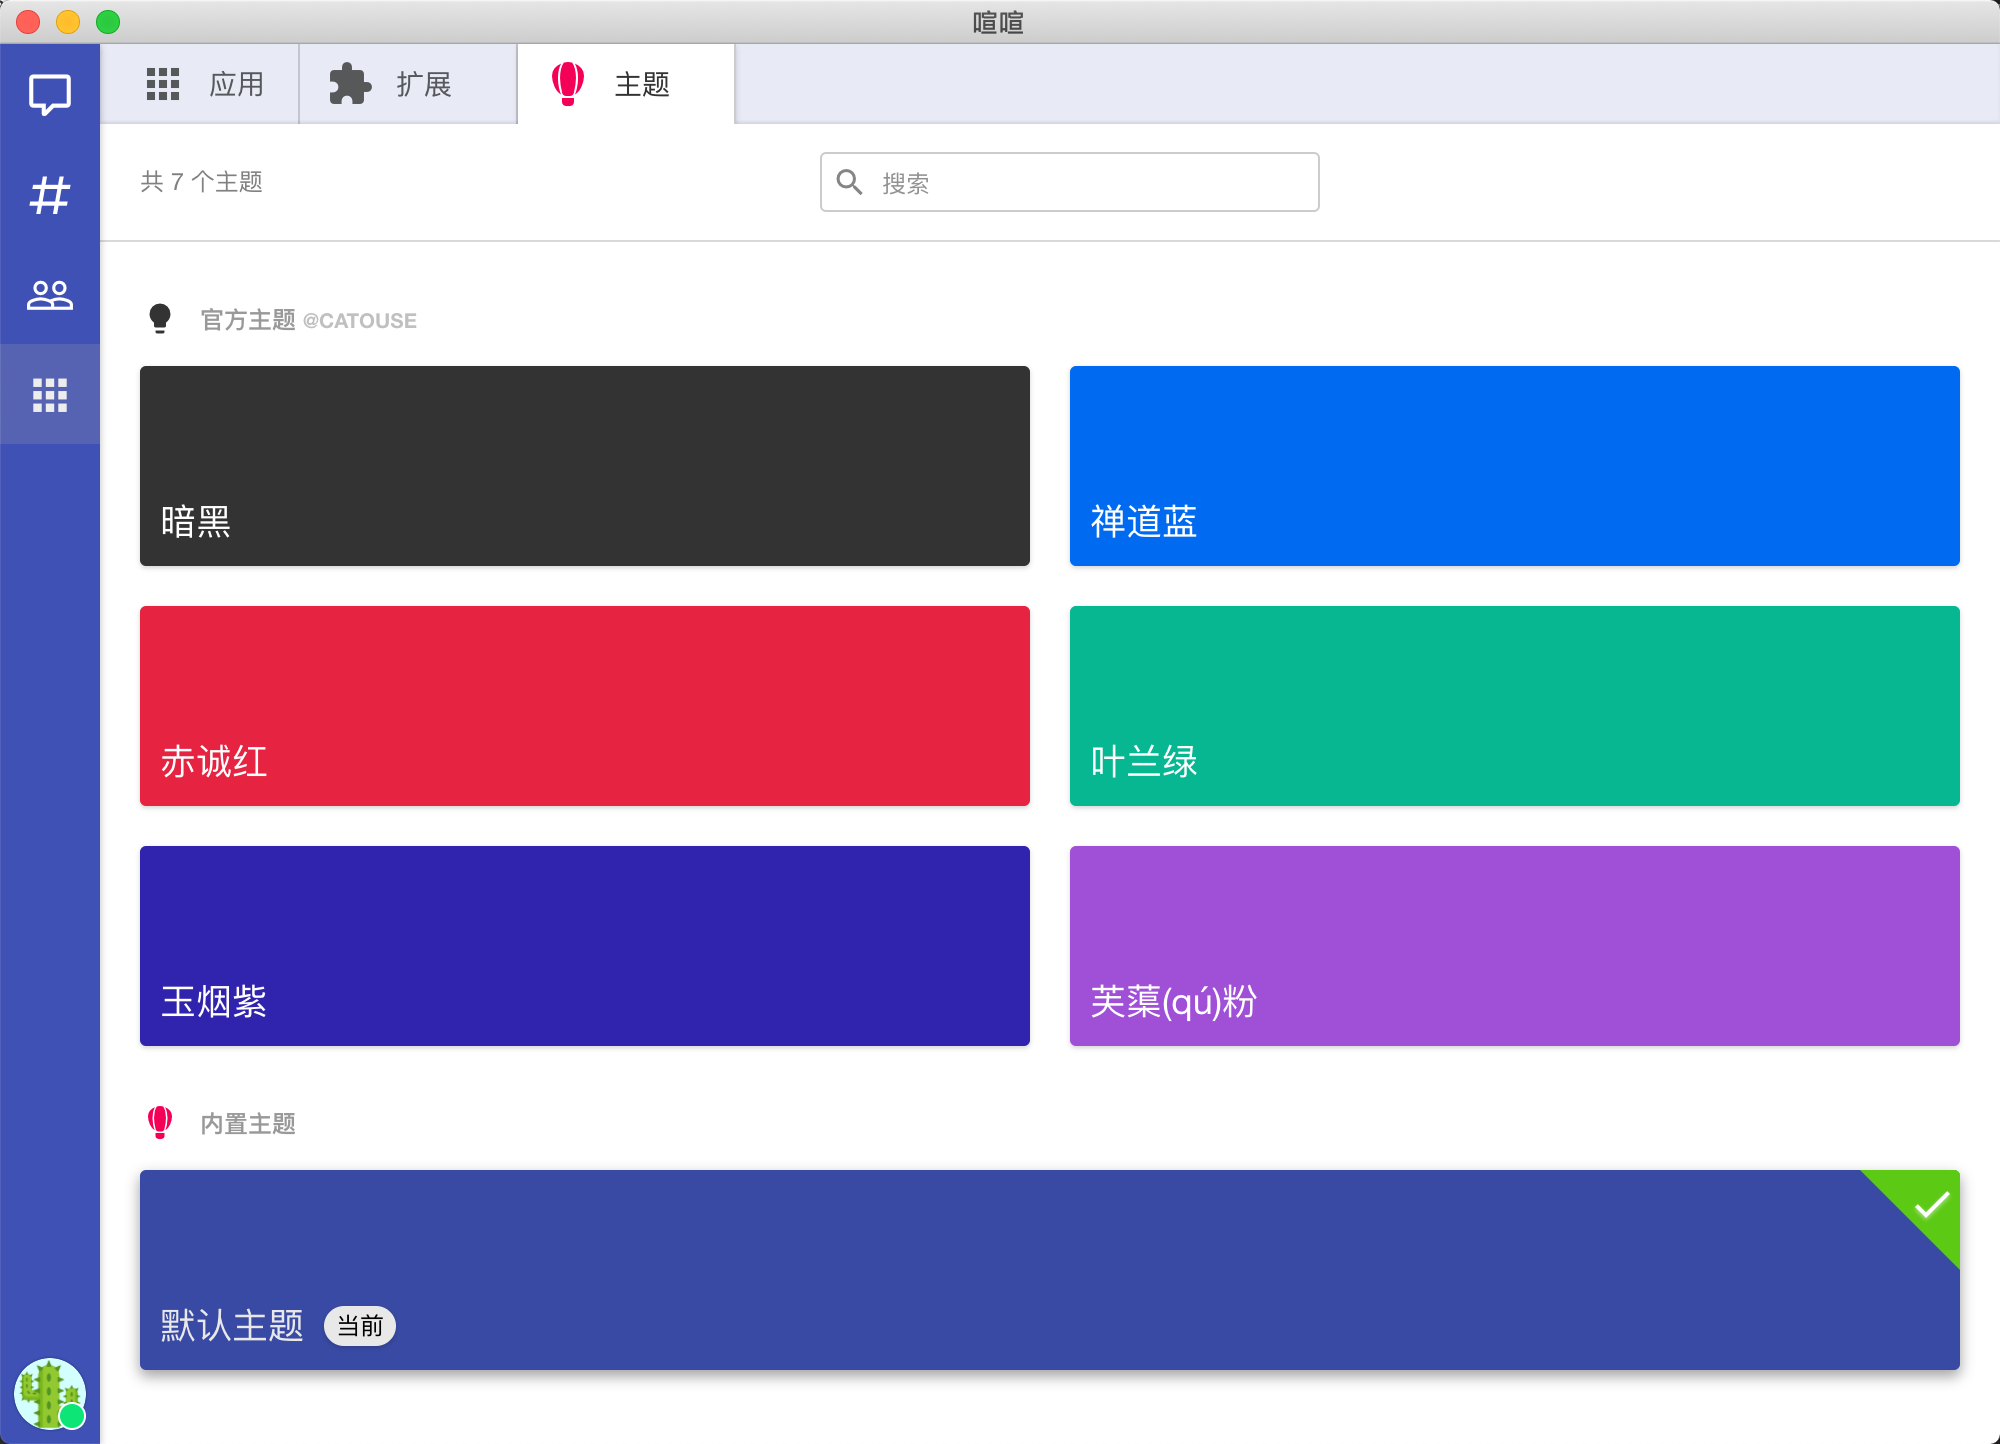 喧喧
应用
扩展
主题
共 7 个主题
搜索
官方主题 @CATOUSE
暗黑
禅道蓝
赤诚红
叶兰绿
玉烟紫
芙蕖(qú)粉
内置主题
默认主题 当前